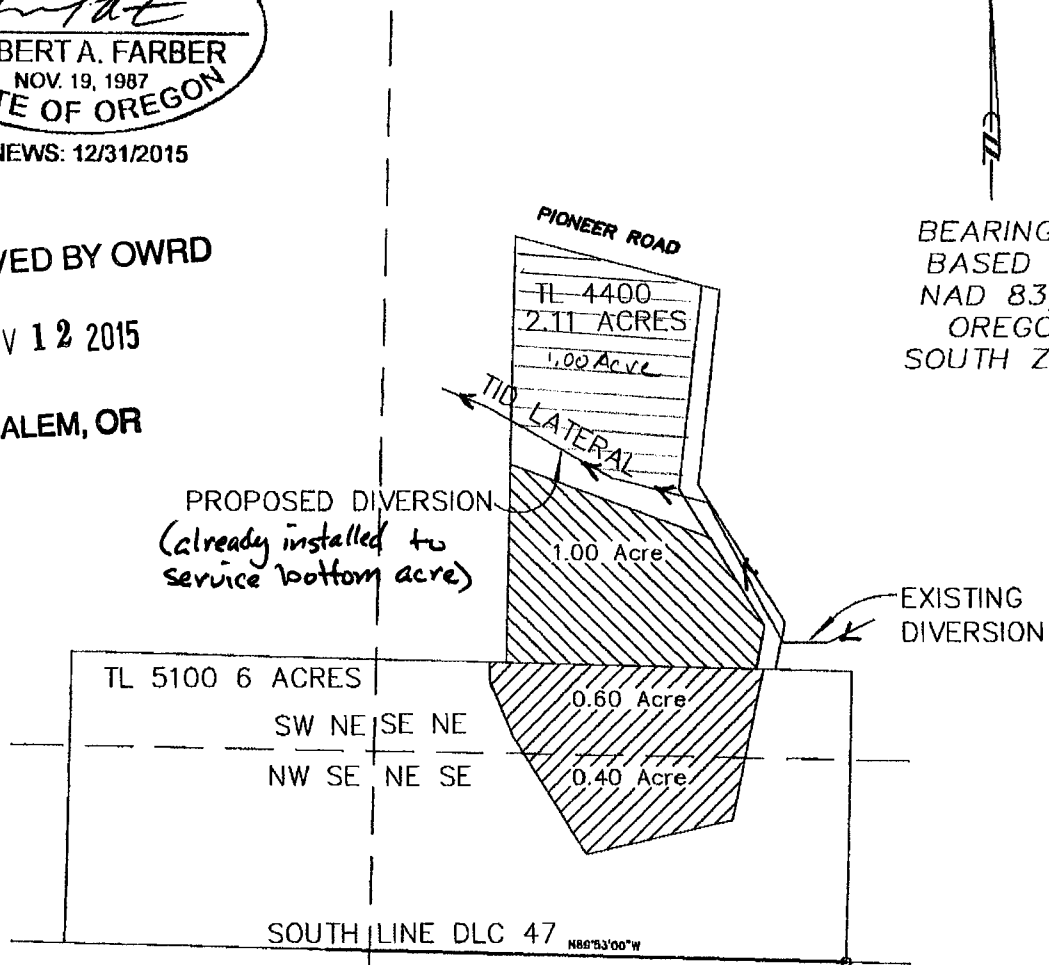 BERT A. FARBER
NOV. 19, 1987
TE OF OREGON
NEWS: 12/31/2015
VED BY OWRD
V 12 2015
ALEM, OR
PIONEER ROAD
BEARING
BASED
NAD 83
OREGO
SOUTH Z
TL 4400
2.11 ACRES
1.00 Acre
TID LATERAL
PROPOSED DIVERSION
(already installed to
service bottom acre)
1.00 Acre
EXISTING
DIVERSION
TL 5100 6 ACRES
0.60 Acre
SW NE SE NE
NW SE NE SE
0.40 Acre
SOUTH LINE DLC 47
N89°53'00"W